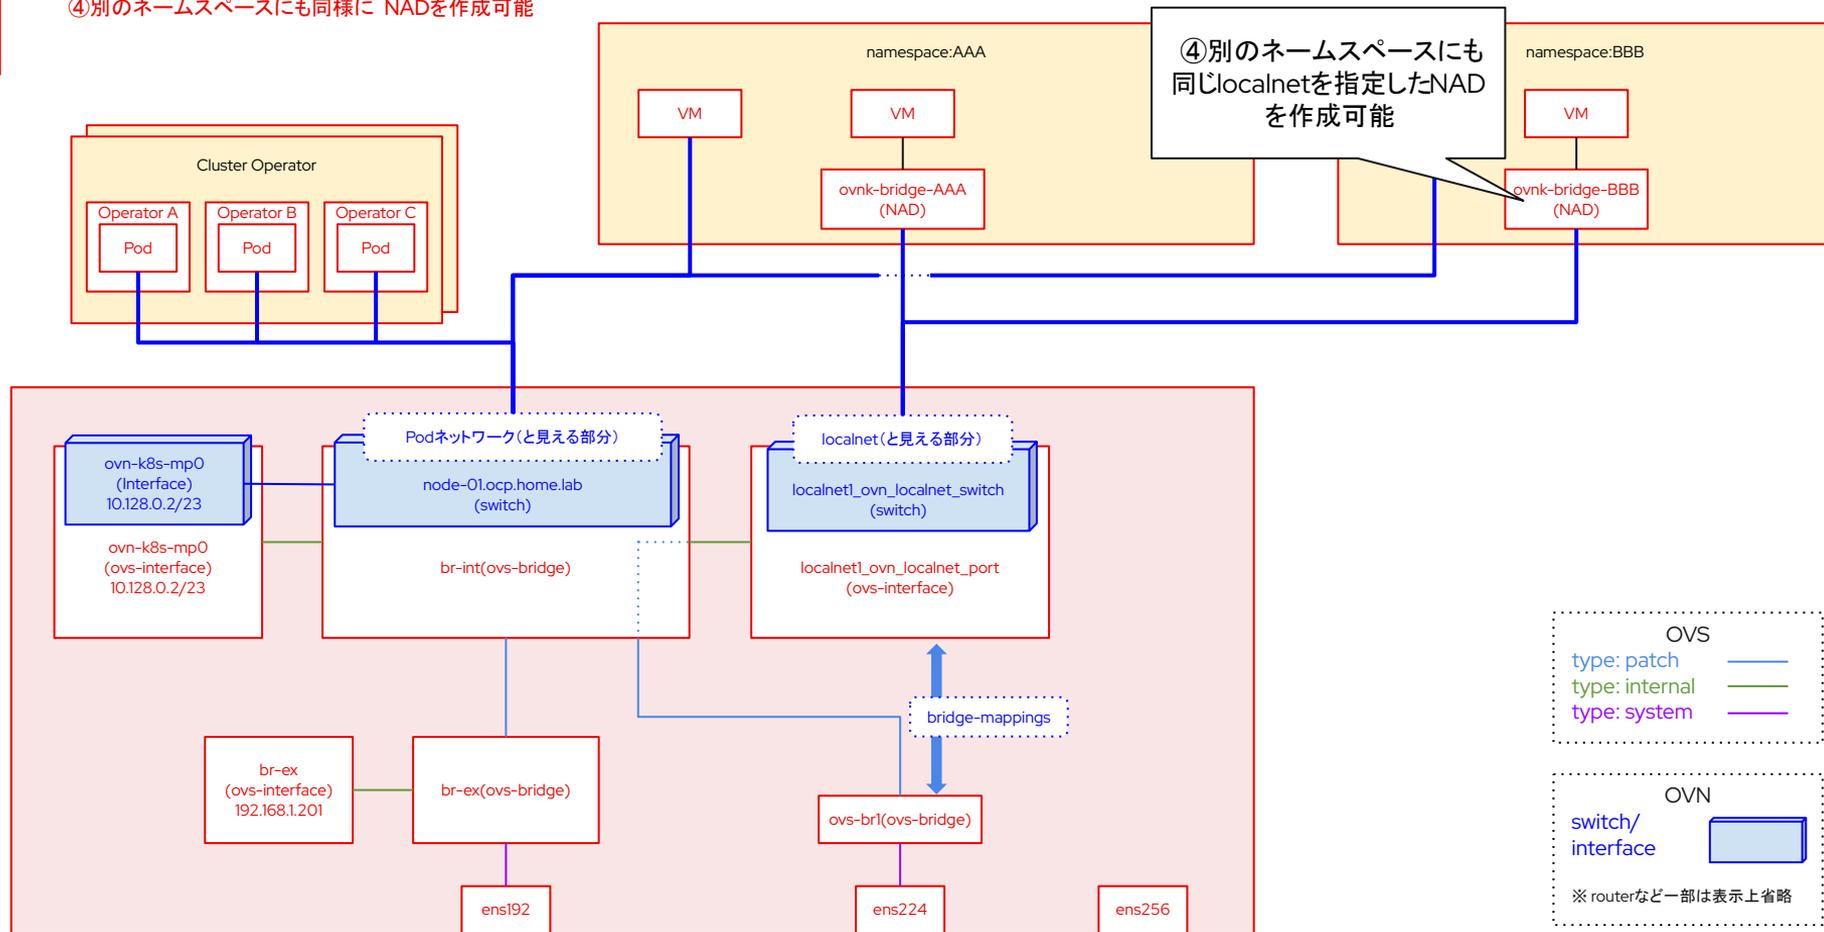 ④別のネームスペースにも同様に NADを作成可能
namespace:AAA
④別のネームスペースにも
同じlocalnetを指定したNAD
を作成可能
namespace:BBB
VM
VM
VM
Cluster Operator
ovnk-bridge-AAA
(NAD)
ovnk-bridge-BBB
(NAD)
Operator A
Operator B
Operator C
Pod
Pod
Pod
Podネットワーク(と見える部分)
localnet(と見える部分)
ovn-k8s-mp0
(Interface)
10.128.0.2/23
node-01.ocp.home.lab
(switch)
localnet1_ovn_localnet_switch
(switch)
ovn-k8s-mp0
(ovs-interface)
10.128.0.2/23
br-int(ovs-bridge)
localnet1_ovn_localnet_port
(ovs-interface)
bridge-mappings
br-ex
(ovs-interface)
192.168.1.201
br-ex(ovs-bridge)
ovs-br1(ovs-bridge)
ens192
ens224
ens256
OVS
type: patch
type: internal
type: system
OVN
switch/
interface
※ routerなど一部は表示上省略